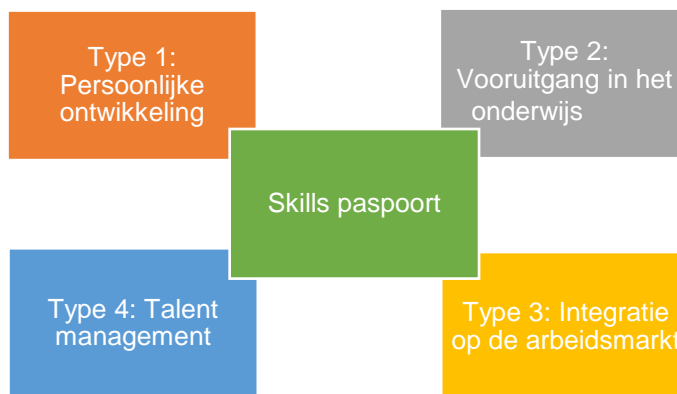 Type 1:
Persoonlijke
ontwikkeling
Type 2:
Vooruitgang in het
onderwijs
Skills paspoort
Type 4: Talent
management
Type 3: Integratie
op de arbeidsmarkt